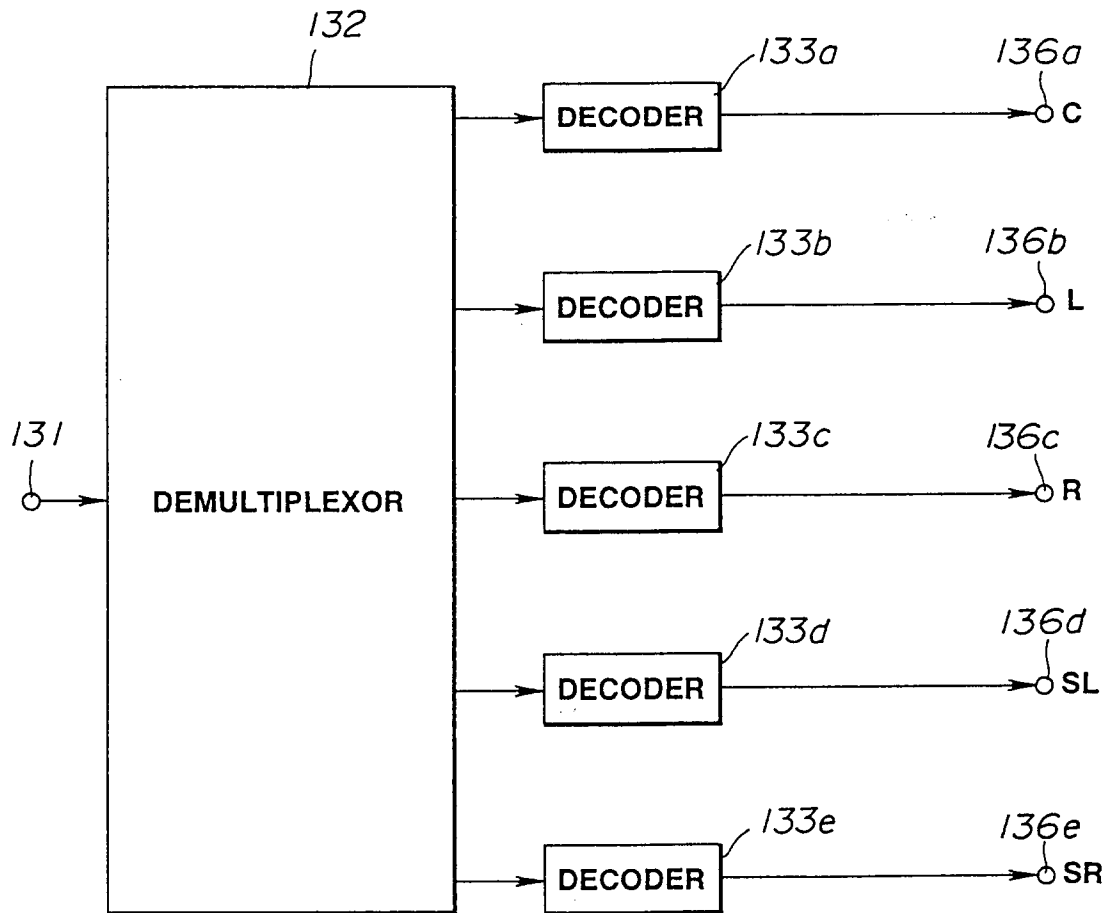 132
133a
136a
DECODER
C
133b
136b
DECODER
L
131
133c
136c
DEMULTIPLEXOR
DECODER
R
133d
136d
DECODER
SL
133e
136e
DECODER
SR